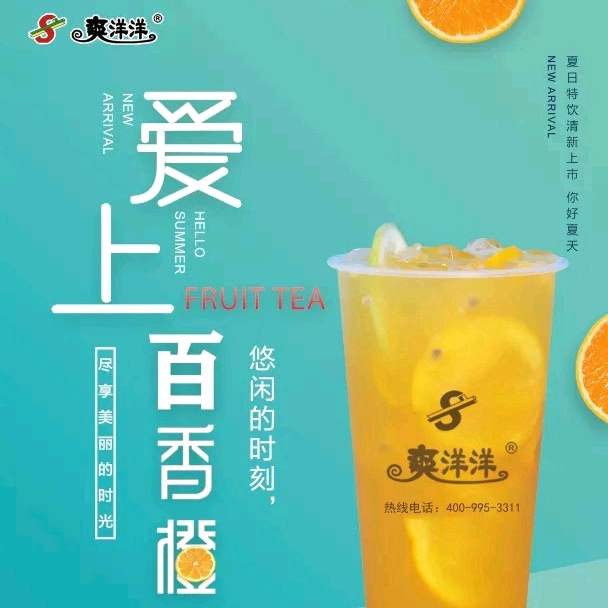 爽洋洋®
爱上百香橙
NEW
ARRIVAL
HELLO
SUMMER
FRUIT TEA
尽享美丽的时光
悠闲的时刻，
夏日特饮清新上市 你好夏天
NEW ARRIVAL
爽洋洋®
热线电话：400-995-3311